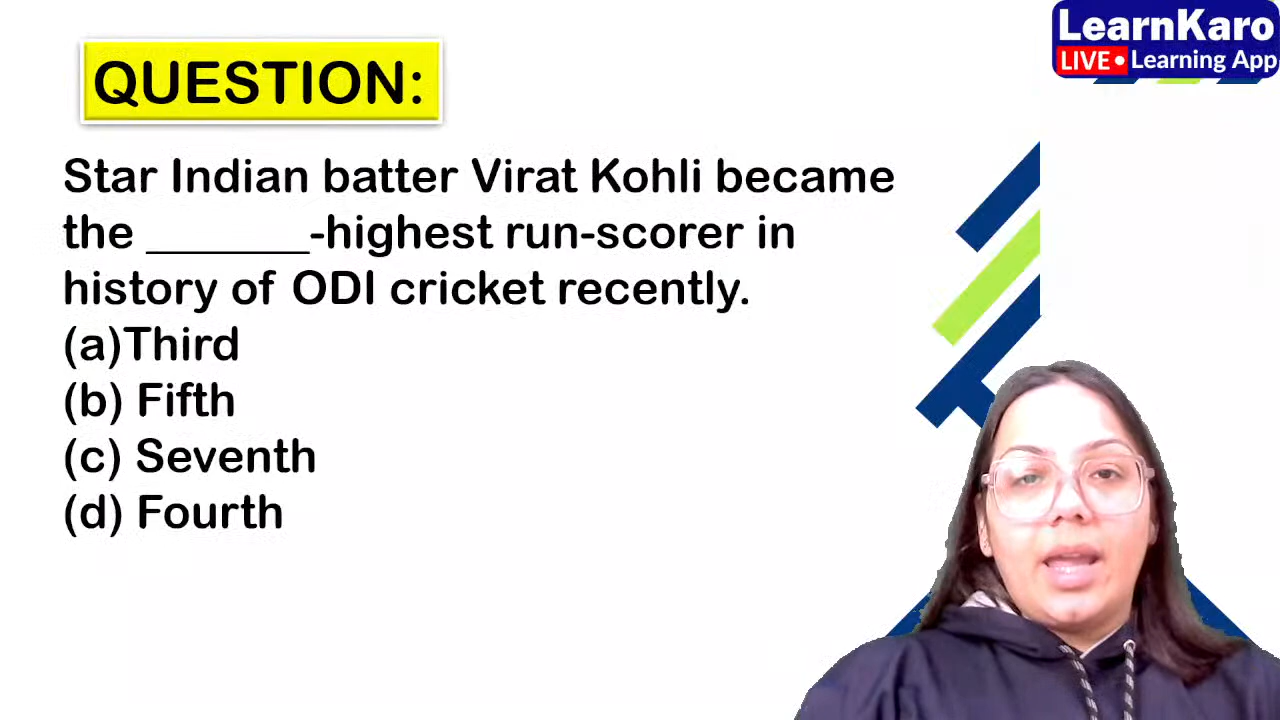 LearnKaro
LIVE• Learning App
QUESTION:
Star Indian batter Virat Kohli became
the _______-highest run-scorer in
history of ODI cricket recently.
(a)Third
(b) Fifth
(c) Seventh
(d) Fourth